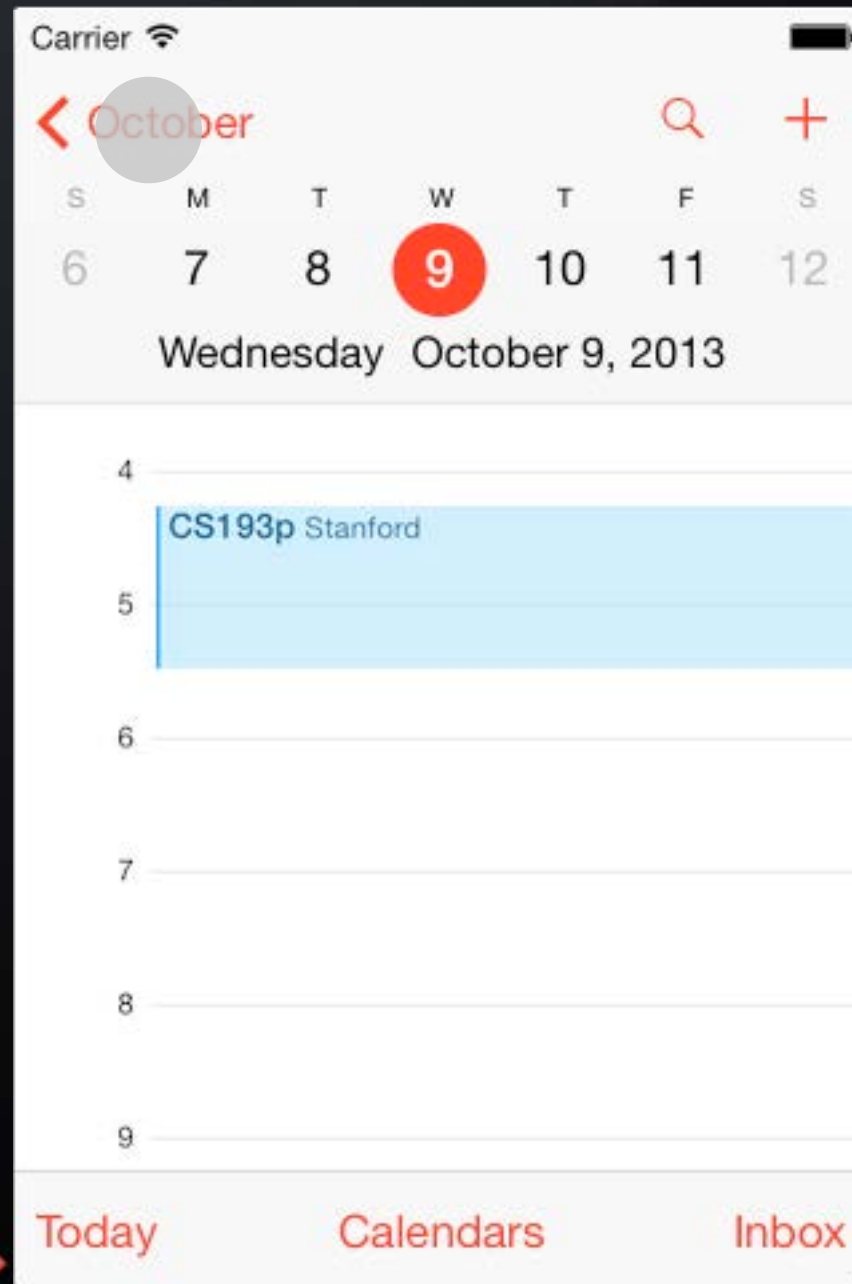 Carrier
October
S M T W T F S
6 7 8 9 10 11 12
Wednesday October 9, 2013
4
CS193p Stanford
5
6
7
8
9
Today Calendars Inbox